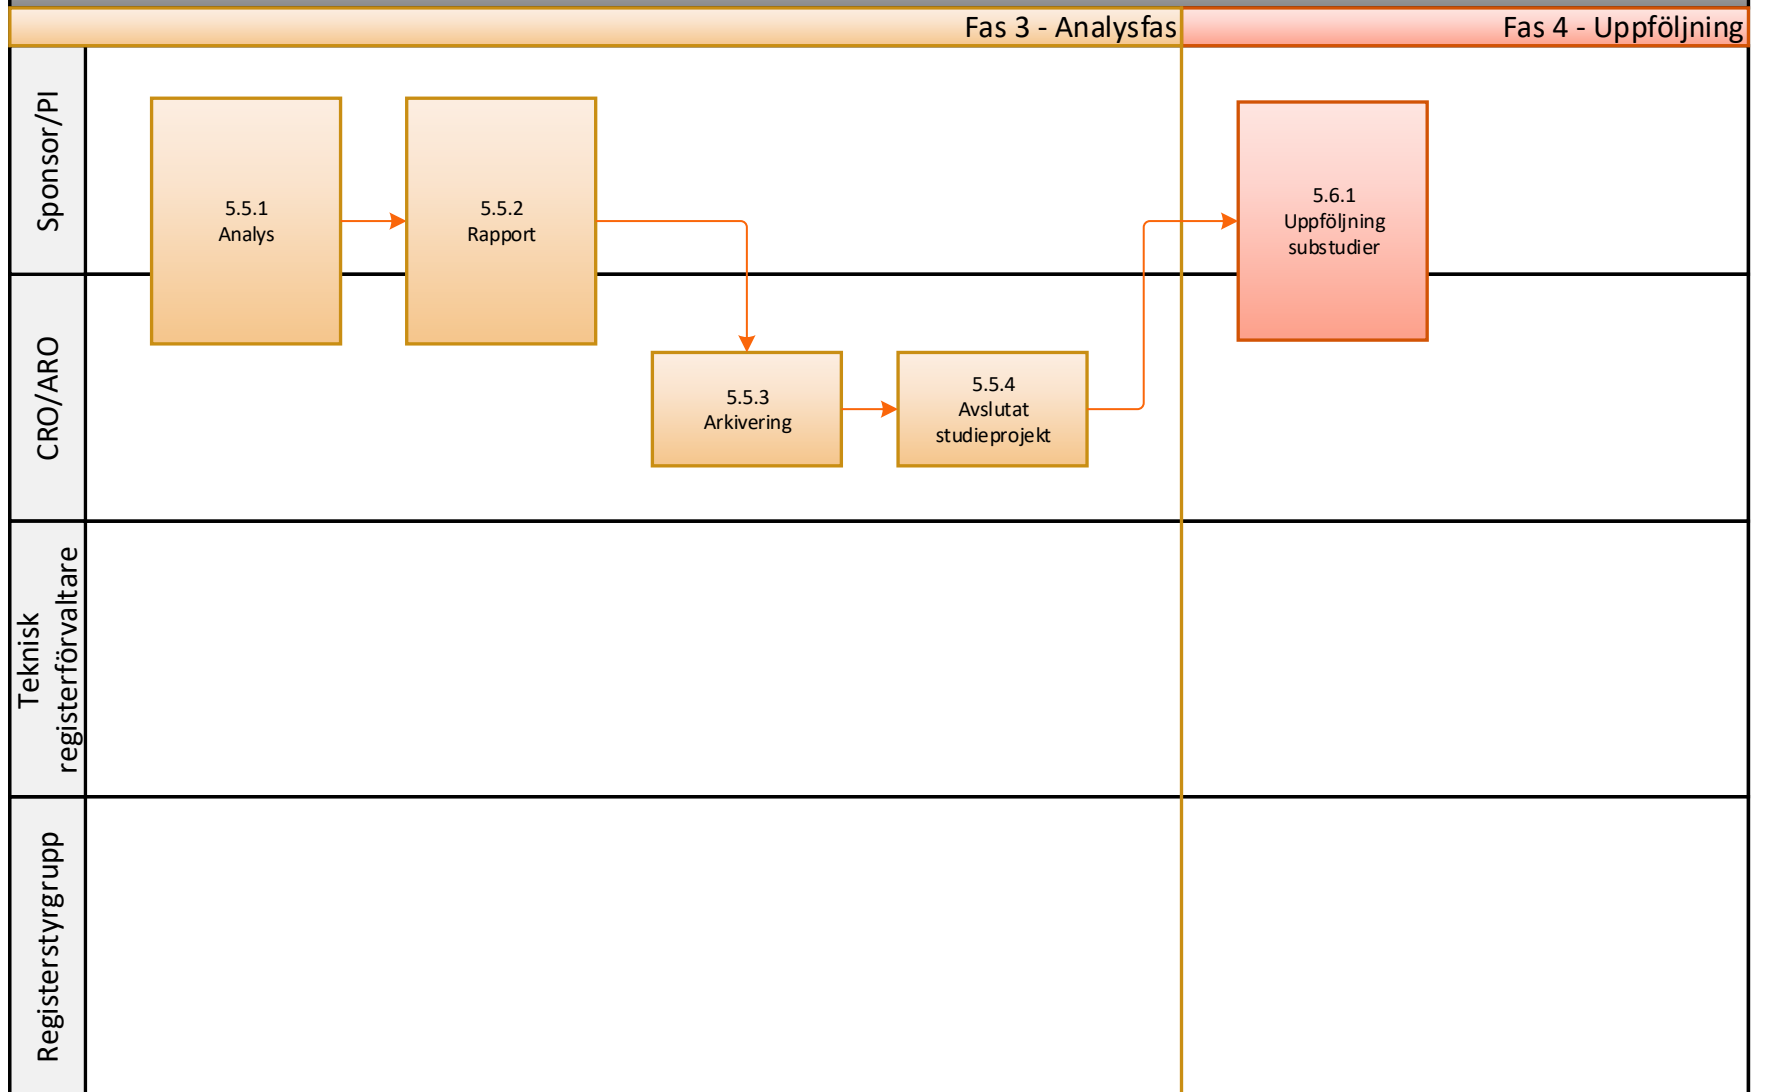 Fas 3 - Analysfas
Fas 4 - Uppföljning
Sponsor/PI
5.5.1
Analys
5.5.2
Rapport
5.6.1
Uppföljning
substudier
CRO/ARO
5.5.3
Arkivering
5.5.4
Avslutat
studieprojekt
Teknisk
registerförvaltare
Registerstyrgrupp